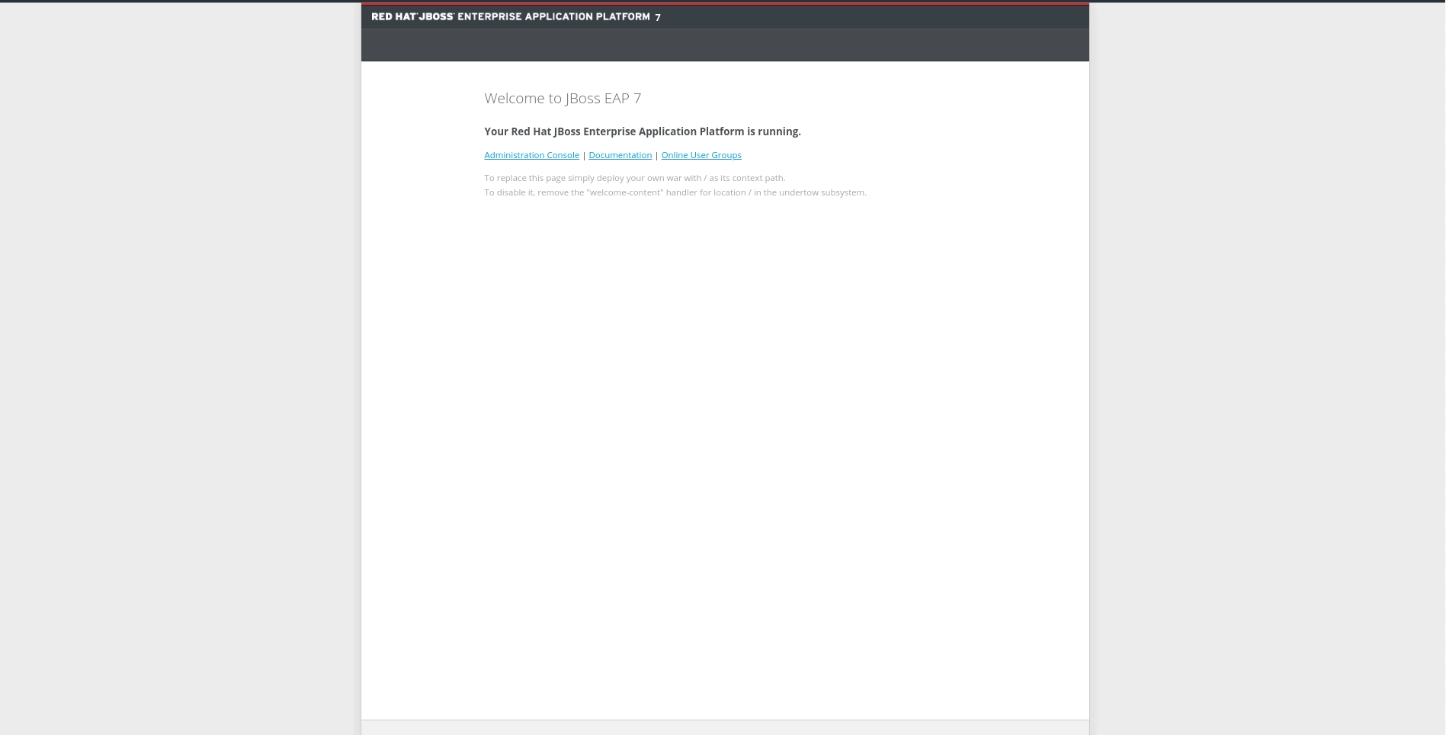 RED HAT JBOSS ENTERPRISE APPLICATION PLATFORM 7
Welcome to JBoss EAP 7
Your Red Hat JBoss Enterprise Application Platform is running.
Administration Console | Documentation | Online User Groups
To replace this page simply deploy your own war with / as its context path.
To disable it, remove the "welcome-content" handler for location / in the undertow subsystem.